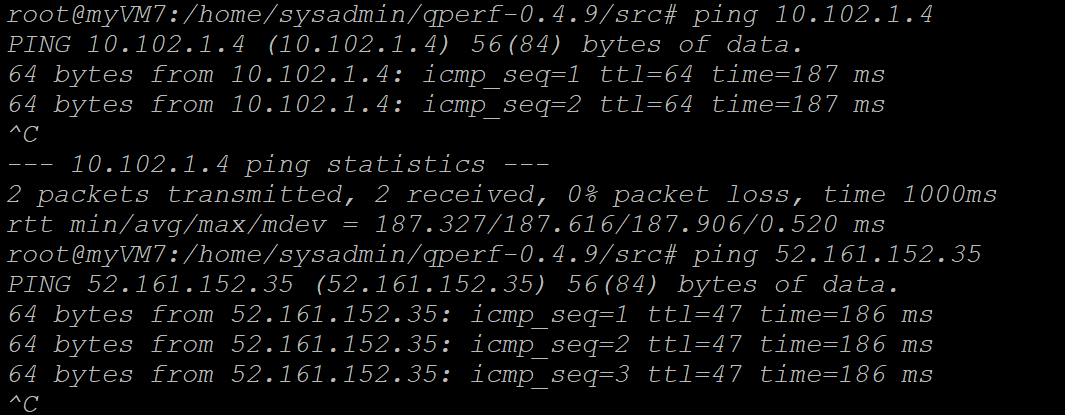 root@myVM7:/home/sysadmin/qperf-0.4.9/src# ping 10.102.1.4
PING 10.102.1.4 (10.102.1.4) 56(84) bytes of data.
64 bytes from 10.102.1.4: icmp_seq=1 ttl=64 time=187 ms
64 bytes from 10.102.1.4: icmp_seq=2 ttl=64 time=187 ms
^C
--- 10.102.1.4 ping statistics ---
2 packets transmitted, 2 received, 0% packet loss, time 1000ms
rtt min/avg/max/mdev = 187.327/187.616/187.906/0.520 ms
root@myVM7:/home/sysadmin/qperf-0.4.9/src# ping 52.161.152.35
PING 52.161.152.35 (52.161.152.35) 56(84) bytes of data.
64 bytes from 52.161.152.35: icmp_seq=1 ttl=47 time=186 ms
64 bytes from 52.161.152.35: icmp_seq=2 ttl=47 time=186 ms
64 bytes from 52.161.152.35: icmp_seq=3 ttl=47 time=186 ms
^C